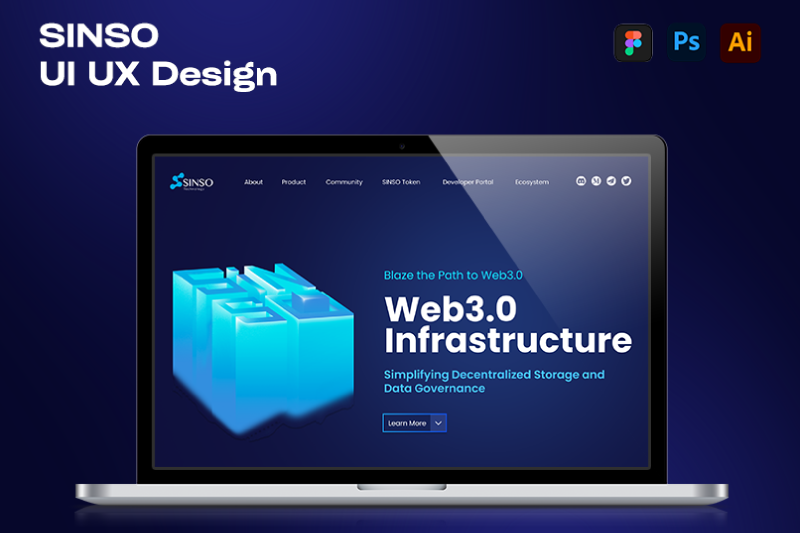 SINSO
UI UX Design
Ps
Ai
SINSO
About
Product
Community
SINSO Token
Developer Portal
Ecosystem
Blaze the Path to Web3.0
Web3.0
Infrastructure
Simplifying Decentralized Storage and
Data Governance
Learn More